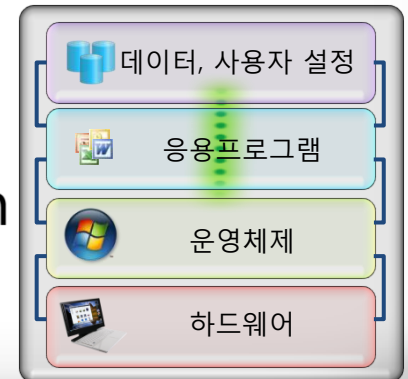 데이터, 사용자 설정
응용프로그램
n
운영체제
하드웨어